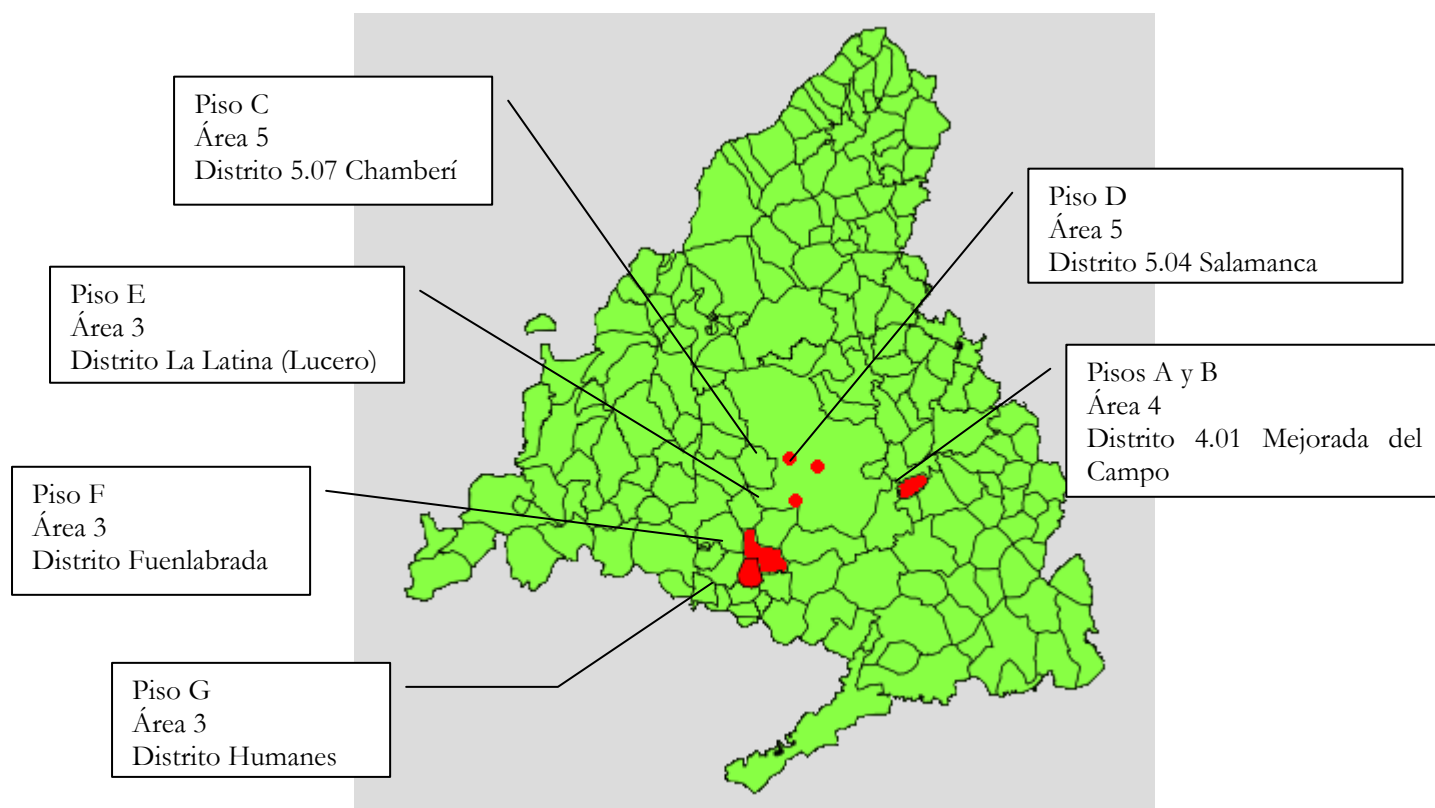 Piso C
Área 5
Distrito 5.07 Chamberí
Piso D
Área 5
Distrito 5.04 Salamanca
Piso E
Área 3
Distrito La Latina (Lucero)
Pisos A y B
Área 4
Distrito 4.01 Mejorada del
Campo
Piso F
Área 3
Distrito Fuenlabrada
Piso G
Área 3
Distrito Humanes